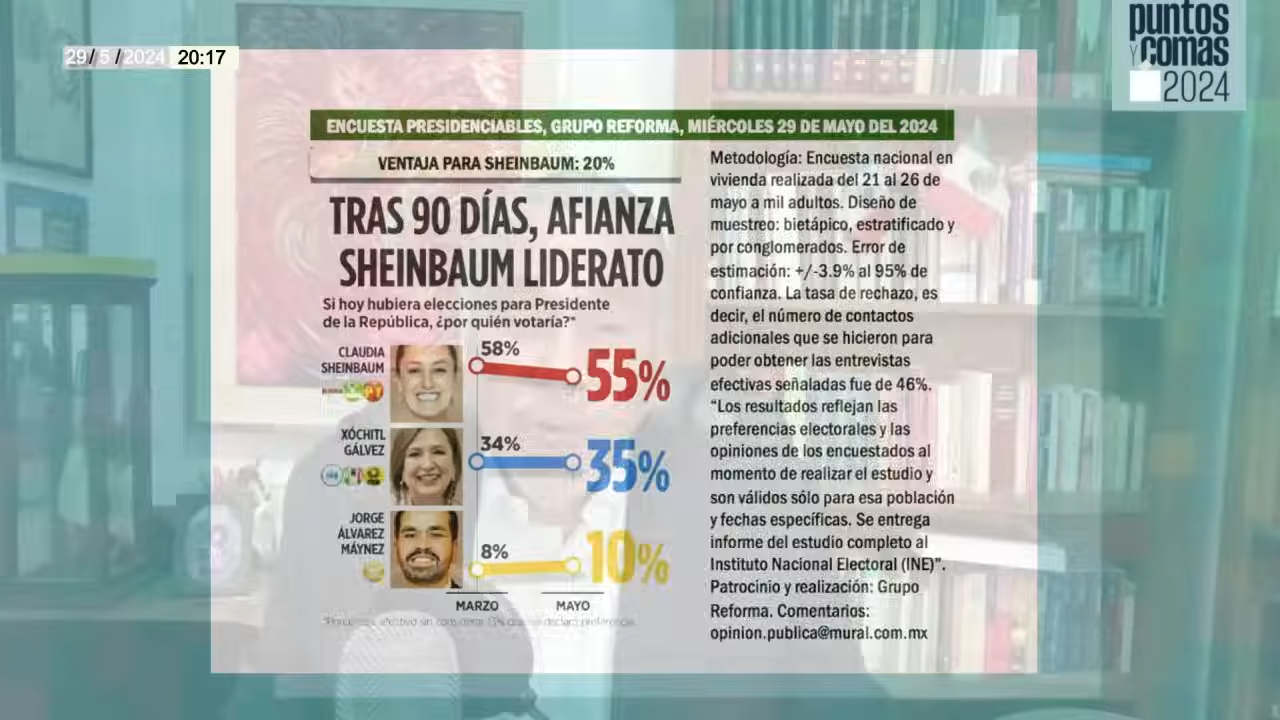 29/ 5 /2024 20:17
puntos
Y comas
2024
ENCUESTA PRESIDENCIABLES, GRUPO REFORMA, MIÉRCOLES 29 DE MAYO DEL 2024
VENTAJA PARA SHEINBAUM: 20%
TRAS 90 DÍAS, AFIANZA
SHEINBAUM LIDERATO
Si hoy hubiera elecciones para Presidente
de la República, ¿por quién votaría?*
CLAUDIA
SHEINBAUM
58%
55%
XÓCHITL
GÁLVEZ
34%
35%
JORGE
ÁLVAREZ
MÁYNEZ
8%
10%
MARZO MAYO
Metodología: Encuesta nacional en
vivienda realizada del 21 al 26 de
mayo a mil adultos. Diseño de
muestreo: bietápico, estratificado y
por conglomerados. Error de
estimación: +/-3.9% al 95% de
confianza. La tasa de rechazo, es
decir, el número de contactos
adicionales que se hicieron para
poder obtener las entrevistas
efectivas señaladas fue de 46%.
“Los resultados reflejan las
preferencias electorales y las
opiniones de los encuestados al
momento de realizar el estudio y
son válidos sólo para esa población
y fechas específicas. Se entrega
informe del estudio completo al
Instituto Nacional Electoral (INE)”.
Patrocinio y realización: Grupo
Reforma. Comentarios:
opinion.publica@mural.com.mx